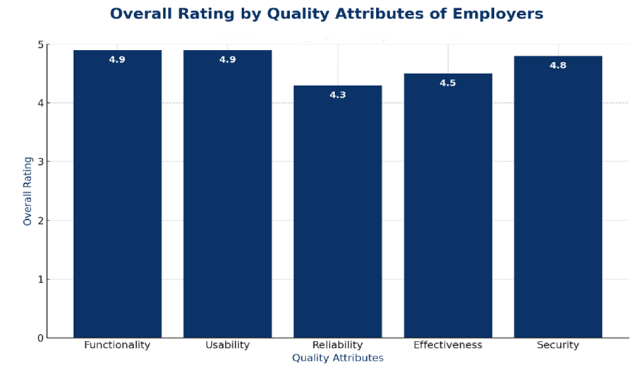 Overall Rating by Quality Attributes of Employers
5
4
3
2
1
0
Overall Rating
4.9
4.9
4.3
4.5
4.8
Functionality
Usability
Reliability
Effectiveness
Security
Quality Attributes